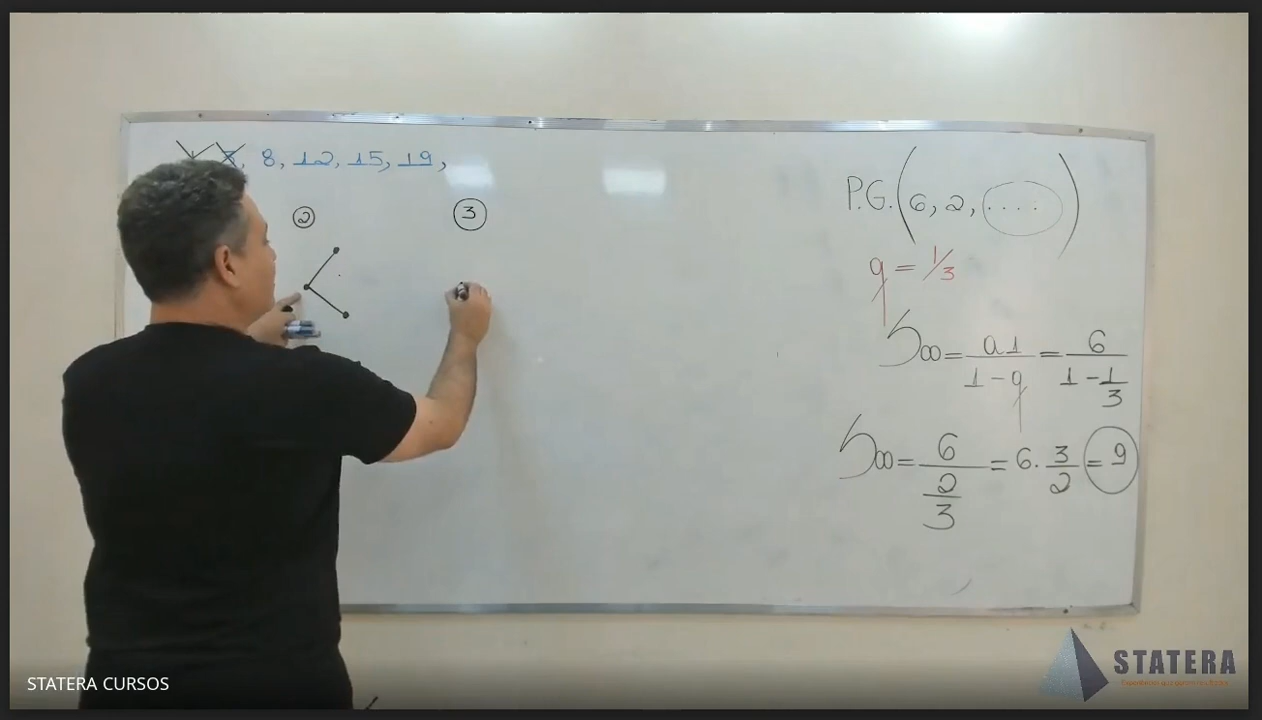 3, 8, 12, 15, 19,
②
③
P.G. (6, 2, ....)
q = 1/3
S∞ = a1/(1-q) = 6/(1-1/3)
S∞ = 6/(2/3) = 6. 3/2 = 9
STATERA CURSOS
STATERA